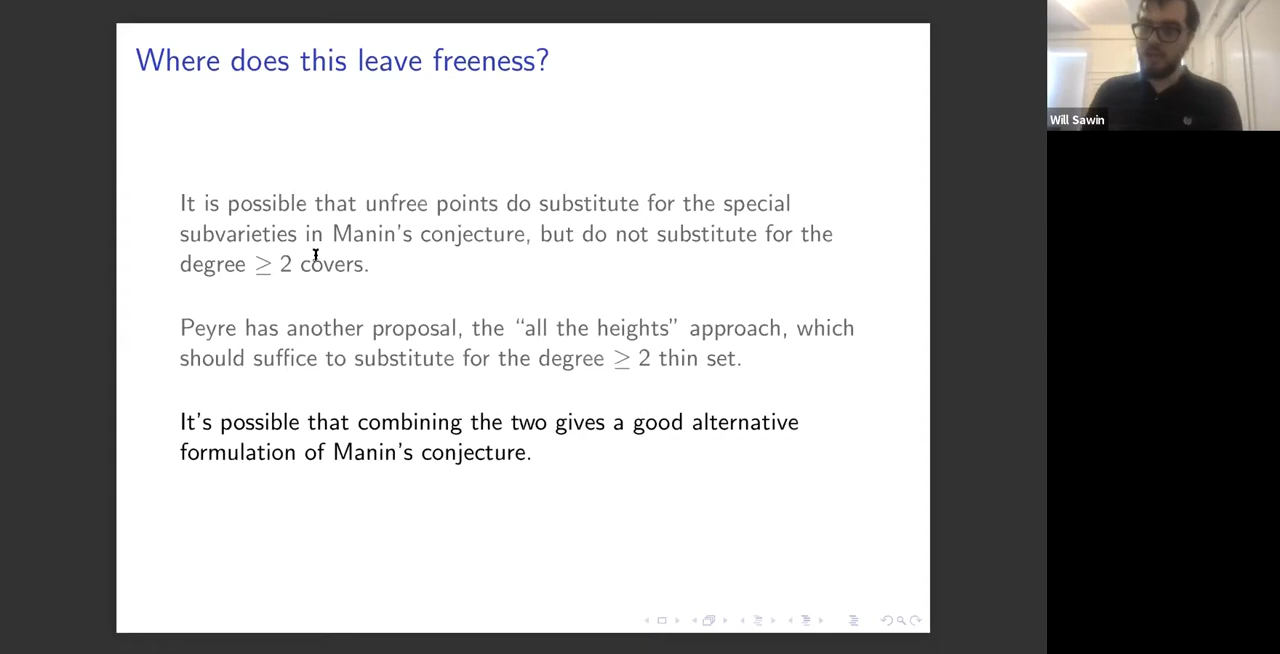 Where does this leave freeness?
It is possible that unfree points do substitute for the special
subvarieties in Manin's conjecture, but do not substitute for the
degree ≥ 2 covers.
Peyre has another proposal, the “all the heights” approach, which
should suffice to substitute for the degree ≥ 2 thin set.
It's possible that combining the two gives a good alternative
formulation of Manin's conjecture.
Will Sawin